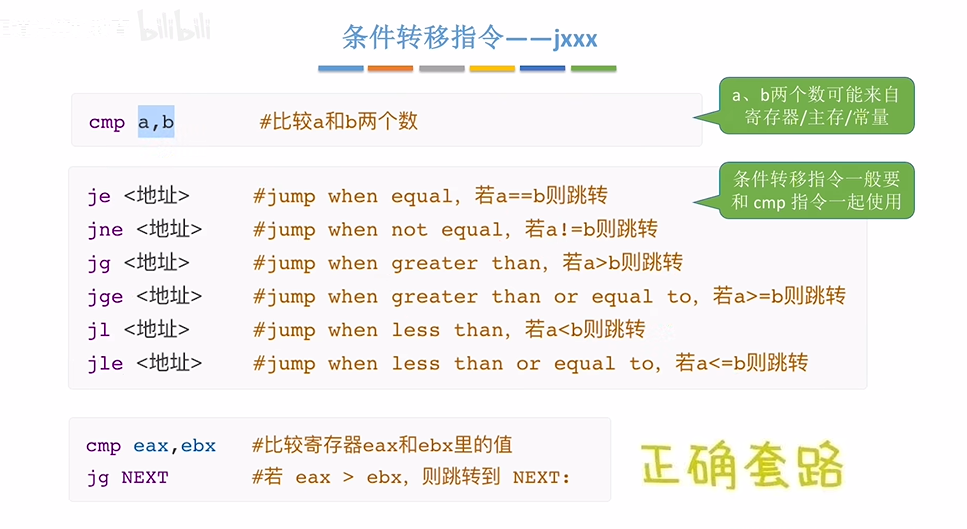 bilibili
条件转移指令——jxxx
cmp a,b #比较a和b两个数
a、b两个数可能来自
寄存器/主存/常量
条件转移指令一般要
和 cmp 指令一起使用
je <地址> #jump when equal，若a==b则跳转
jne <地址> #jump when not equal，若a!=b则跳转
jg <地址> #jump when greater than，若a>b则跳转
jge <地址> #jump when greater than or equal to，若a>=b则跳转
jl <地址> #jump when less than，若a<b则跳转
jle <地址> #jump when less than or equal to，若a<=b则跳转
cmp eax,ebx #比较寄存器eax和ebx里的值
jg NEXT #若 eax > ebx，则跳转到 NEXT：
正确套路